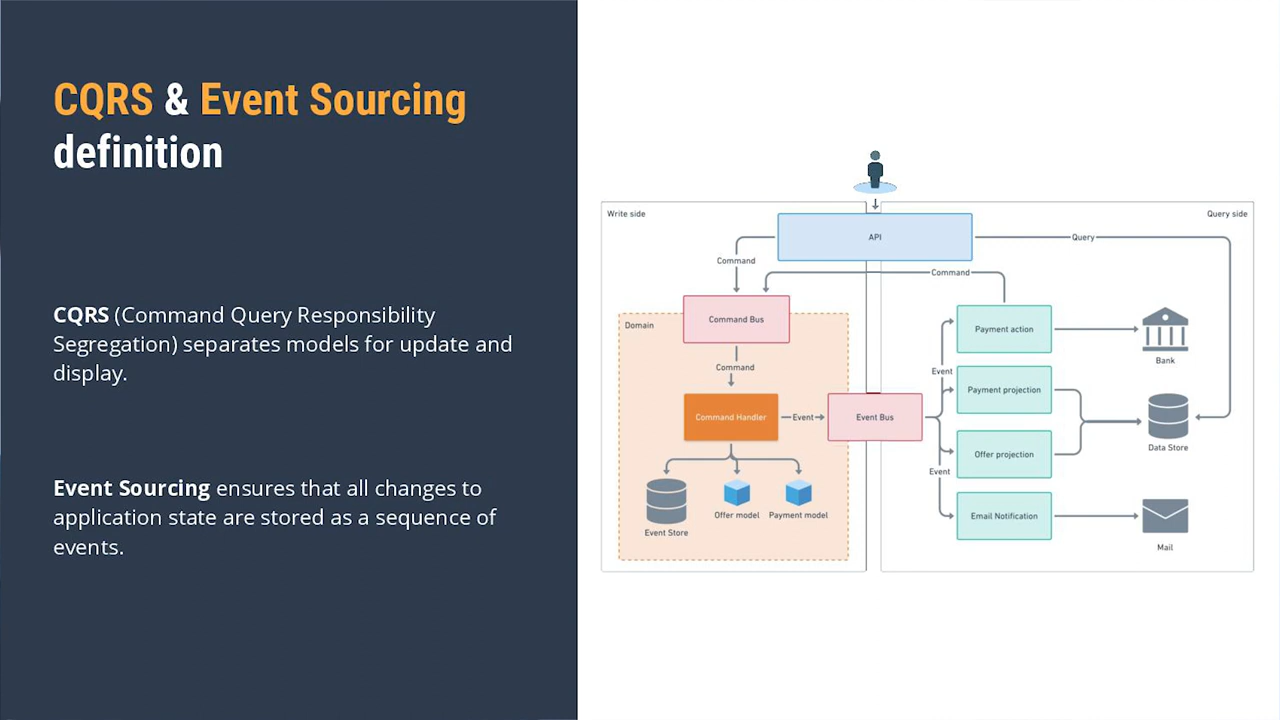 CQRS & Event Sourcing
definition
CQRS (Command Query Responsibility
Segregation) separates models for update and
display.
Event Sourcing ensures that all changes to
application state are stored as a sequence of
events.
Write side
Query side
API
Command
Query
Command
Command Bus
Domain
Command
Command Handler
Event
Event Bus
Event Store
Offer model
Payment model
Event
Event
Payment action
Payment projection
Offer projection
Email Notification
Bank
Data Store
Mail